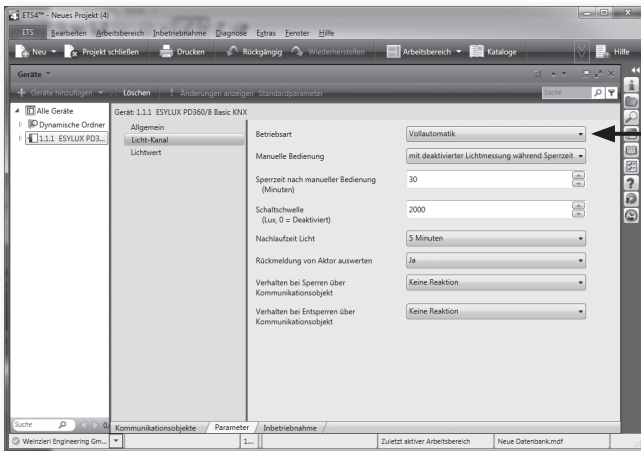 ETS4™ - Neues Projekt (4)
ETS Bearbeiten Arbeitsbereich Inbetriebnahme Diagnose Extras Fenster Hilfe
Neu Projekt schließen Drucken Rückgängig Wiederherstellen Arbeitsbereich Kataloge Hilfe
Geräte
Geräte hinzufügen Löschen Änderungen anzeigen Standardparameter Suche
Alle Geräte
Dynamische Ordner
1.1.1 ESYLUX PD3...
Gerät: 1.1.1 ESYLUX PD360/8 Basic KNX
Allgemein
Licht-Kanal
Lichtwert
Betriebsart Vollautomatik
Manuelle Bedienung mit deaktivierter Lichtmessung während Sperrzeit
Sperrzeit nach manueller Bedienung 30
(Minuten)
Schaltschwelle 2000
(Lux, 0 = Deaktiviert)
Nachlaufzeit Licht 5 Minuten
Rückmeldung von Aktor auswerten Ja
Verhalten bei Sperren über Keine Reaktion
Kommunikationsobjekt
Verhalten bei Entsperren über Keine Reaktion
Kommunikationsobjekt
Suche 0/
Kommunikationsobjekte Parameter Inbetriebnahme
Weinzierl Engineering Gm... 1.... Zuletzt aktiver Arbeitsbereich Neue Datenbank.mdf